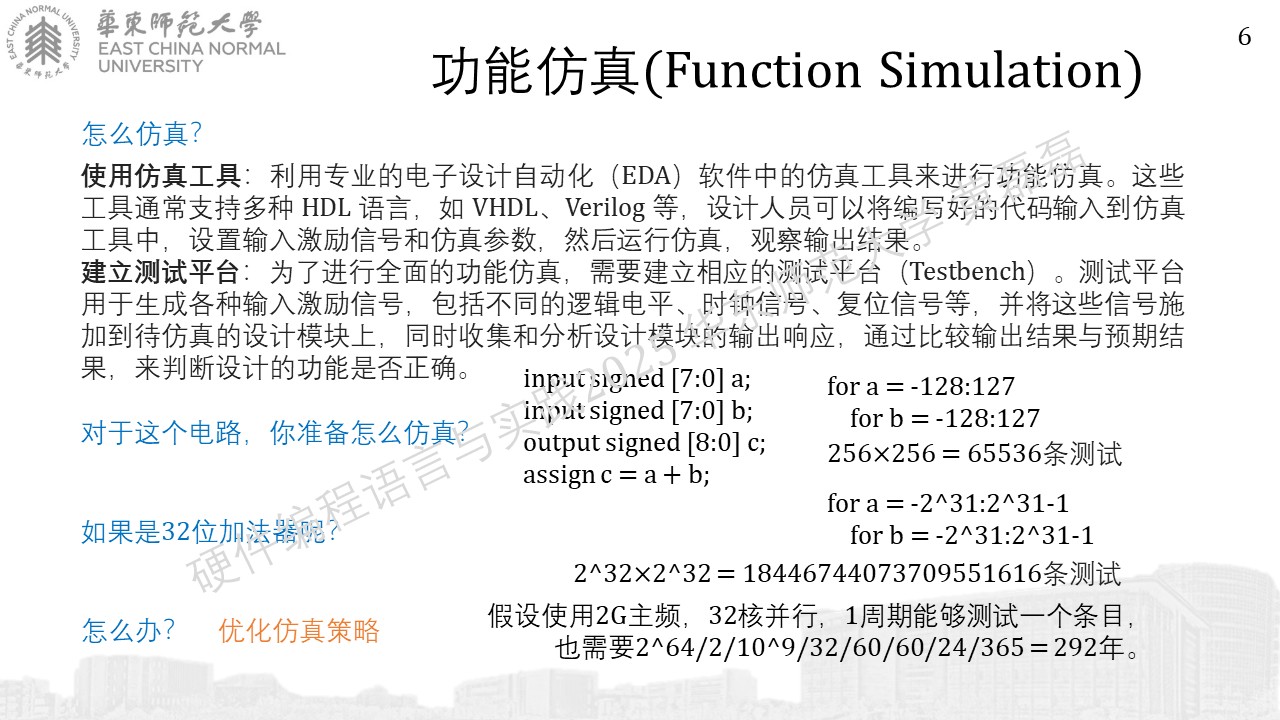 華東師範大學
EAST CHINA NORMAL
UNIVERSITY
6
功能仿真(Function Simulation)
怎么仿真？
使用仿真工具：利用专业的电子设计自动化（EDA）软件中的仿真工具来进行功能仿真。这些
工具通常支持多种 HDL 语言，如 VHDL、Verilog 等，设计人员可以将编写好的代码输入到仿真
工具中，设置输入激励信号和仿真参数，然后运行仿真，观察输出结果。
建立测试平台：为了进行全面的功能仿真，需要建立相应的测试平台（Testbench）。测试平台
用于生成各种输入激励信号，包括不同的逻辑电平、时钟信号、复位信号等，并将这些信号施
加到待仿真的设计模块上，同时收集和分析设计模块的输出响应，通过比较输出结果与预期结
果，来判断设计的功能是否正确。
对于这个电路，你准备怎么仿真？
input signed [7:0] a;
input signed [7:0] b;
output signed [8:0] c;
assign c = a + b;
for a = -128:127
for b = -128:127
256×256 = 65536条测试
如果是32位加法器呢？
for a = -2^31:2^31-1
for b = -2^31:2^31-1
2^32×2^32 = 18446744073709551616条测试
怎么办？ 优化仿真策略
假设使用2G主频，32核并行，1周期能够测试一个条目，
也需要2^64/2/10^9/32/60/60/24/365 = 292年。
硬件编程语言与实践2025 华东师范大学 黄磊磊